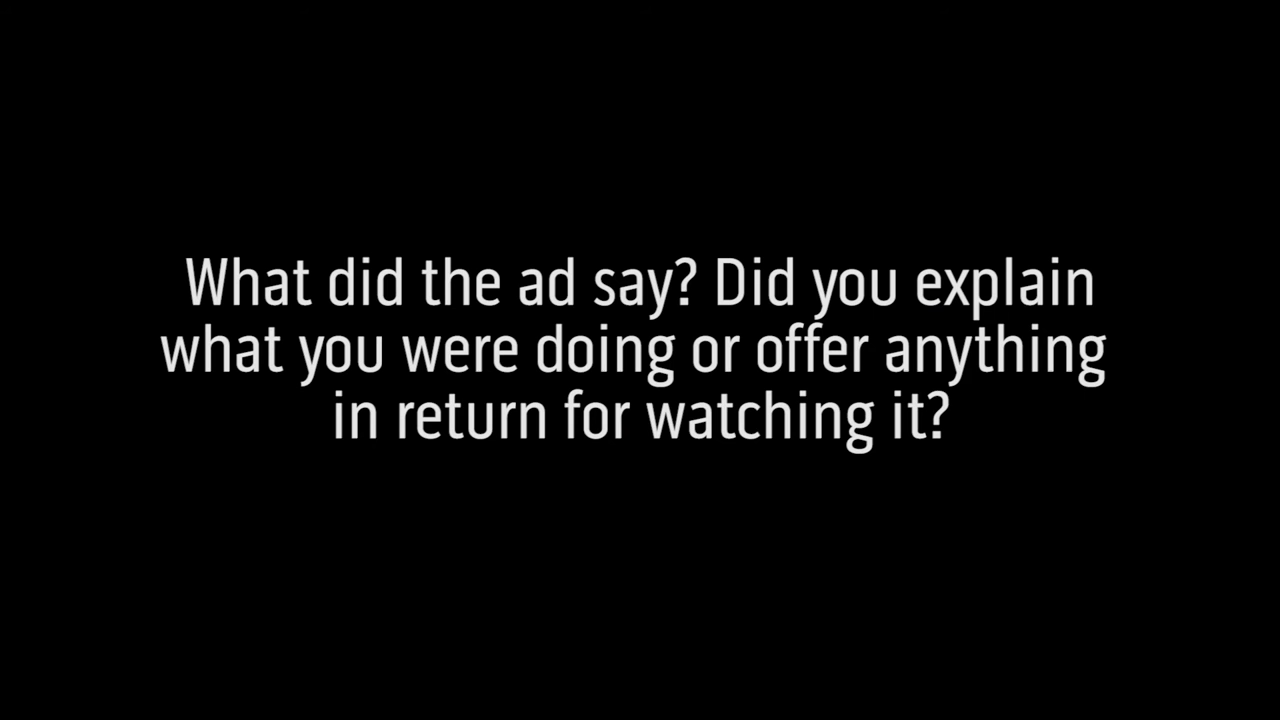 What did the ad say? Did you explain
what you were doing or offer anything
in return for watching it?